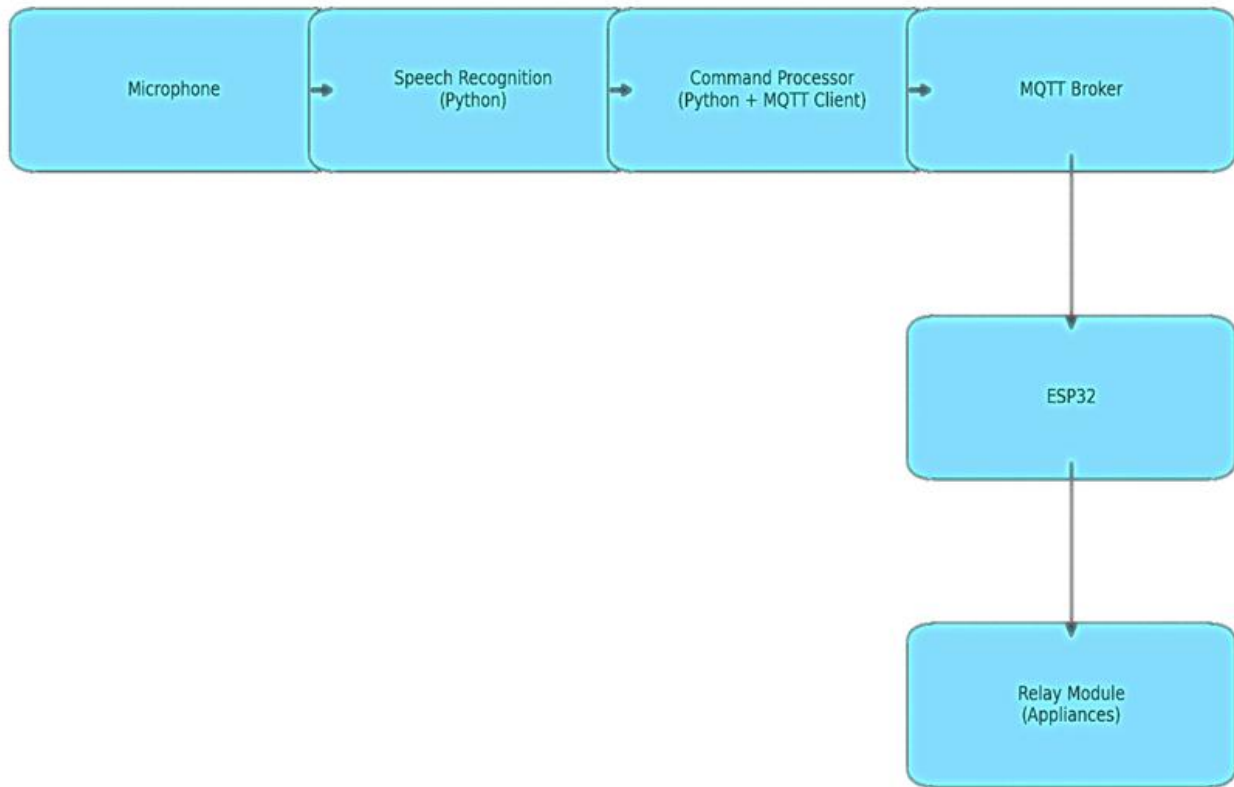 Microphone
Speech Recognition
(Python)
Command Processor
(Python + MQTT Client)
MQTT Broker
ESP32
Relay Module
(Appliances)